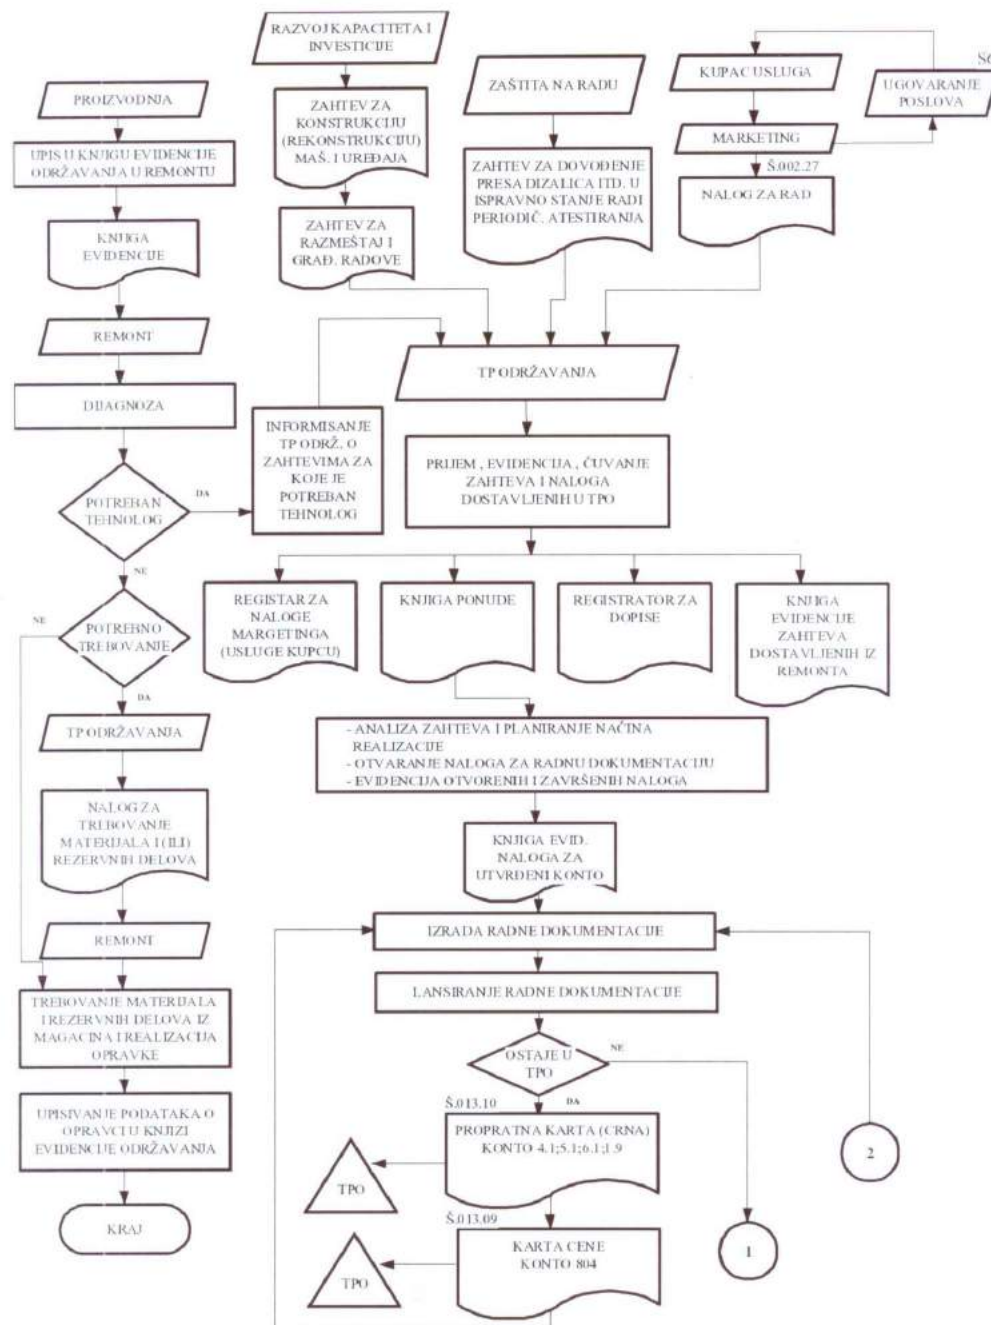 PROIZVODNJA
UPIS U KNJIGU EVIDENCIJE
ODRŽAVANJA U REMONTU
KNJIGA
EVIDENCIJE
REMONT
DIJAGNOZA
POTREBAN
TEHNOLOG
DA
NE
POTREBNO
TREBOVANJE
NE
DA
TP ODRŽAVANJA
NALOG ZA
TREBOVANJE
MATERIJALA I (ILI)
REZERVNIH DELOVA
REMONT
TREBOVANJE MATERIJALA
I REZERVNIH DELOVA IZ
MAGACINA I REALIZACIJA
OPRAVKE
UPISIVANJE PODATAKA O
OPRAVCI U KNJIZI
EVIDENCIJE ODRŽAVANJA
KRAJ
INFORMISANJE
TP ODRŽ. O
ZAHTEVIMA ZA
KOJE JE
POTREBAN
TEHNOLOG
RAZVOJ KAPACITETA I
INVESTICIJE
ZAHTEV ZA
KONSTRUKCIJU
(REKONSTRUKCIJU)
MAŠ. I UREĐAJA
ZAHTEV ZA
RAZMEŠTAJ I
GRAĐ. RADOVE
ZAŠTITA NA RADU
ZAHTEV ZA DOVOĐENJE
PRESA DIZALICA ITD. U
ISPRAVNO STANJE RADI
PERIODIČ. ATESTIRANJA
KUPAC USLUGA
MARKETING
Š.002.27
NALOG ZA RAD
UGOVARANJE
POSLOVA
TP ODRŽAVANJA
PRIJEM , EVIDENCIJA , ČUVANJE
ZAHTEVA I NALOGA
DOSTAVLJENIH U TPO
REGISTAR ZA
NALOGE
MARGETINGA
(USLUGE KUPCU)
KNJIGA PONUDE
REGISTRATOR ZA
DOPISE
KNJIGA
EVIDENCIJE
ZAHTEVA
DOSTAVLJENIH IZ
REMONTA
- ANALIZA ZAHTEVA I PLANIRANJE NAČINA
REALIZACIJE
- OTVARANJE NALOGA ZA RADNU DOKUMENTACIJU
- EVIDENCIJA OTVORENIH I ZAVRŠENIH NALOGA
KNJIGA EVID.
NALOGA ZA
UTVRĐENI KONTO
IZRADA RADNE DOKUMENTACIJE
LANSIRANJE RADNE DOKUMENTACIJE
OSTAJE U
TPO
NE
DA
Š.013.10
PROPRATNA KARTA (CRNA)
KONTO 4.1;5.1;6.1;1.9
TPO
Š.013.09
KARTA CENE
KONTO 804
TPO
1
2